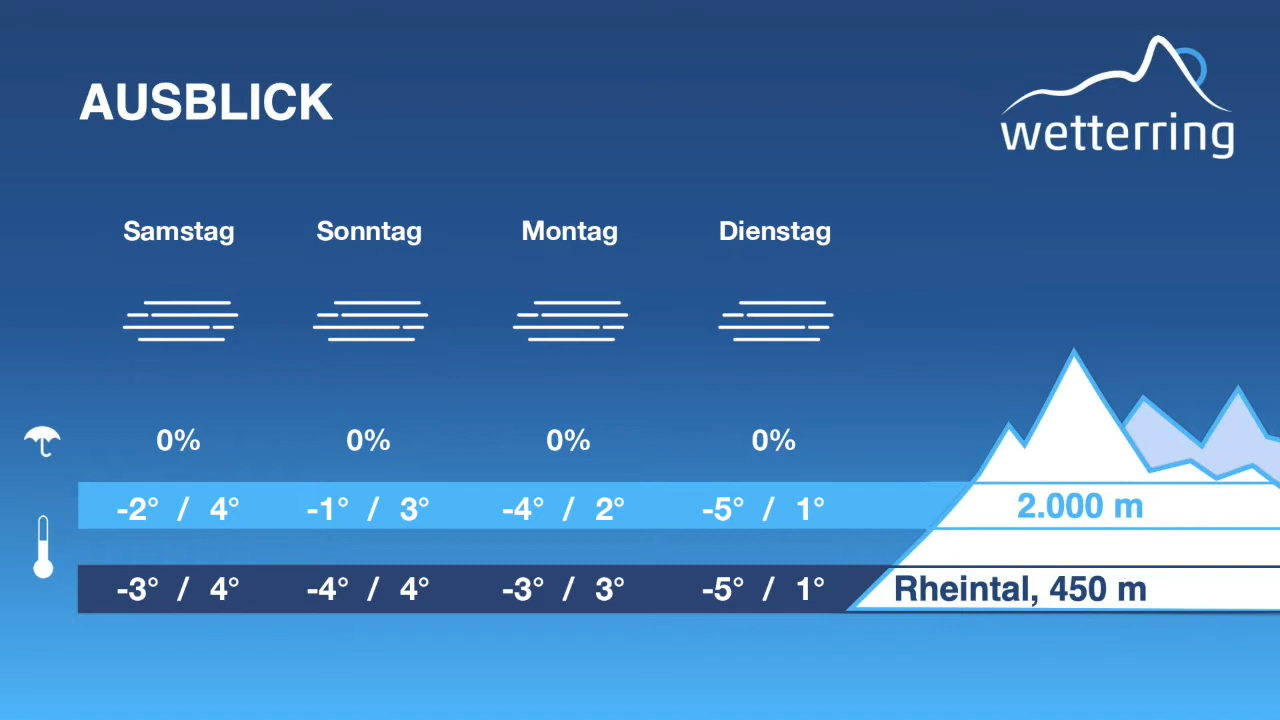 AUSBLICK
wetterring
Samstag Sonntag Montag Dienstag
0% 0% 0% 0%
-2° / 4° -1° / 3° -4° / 2° -5° / 1° 2.000 m
-3° / 4° -4° / 4° -3° / 3° -5° / 1° Rheintal, 450 m